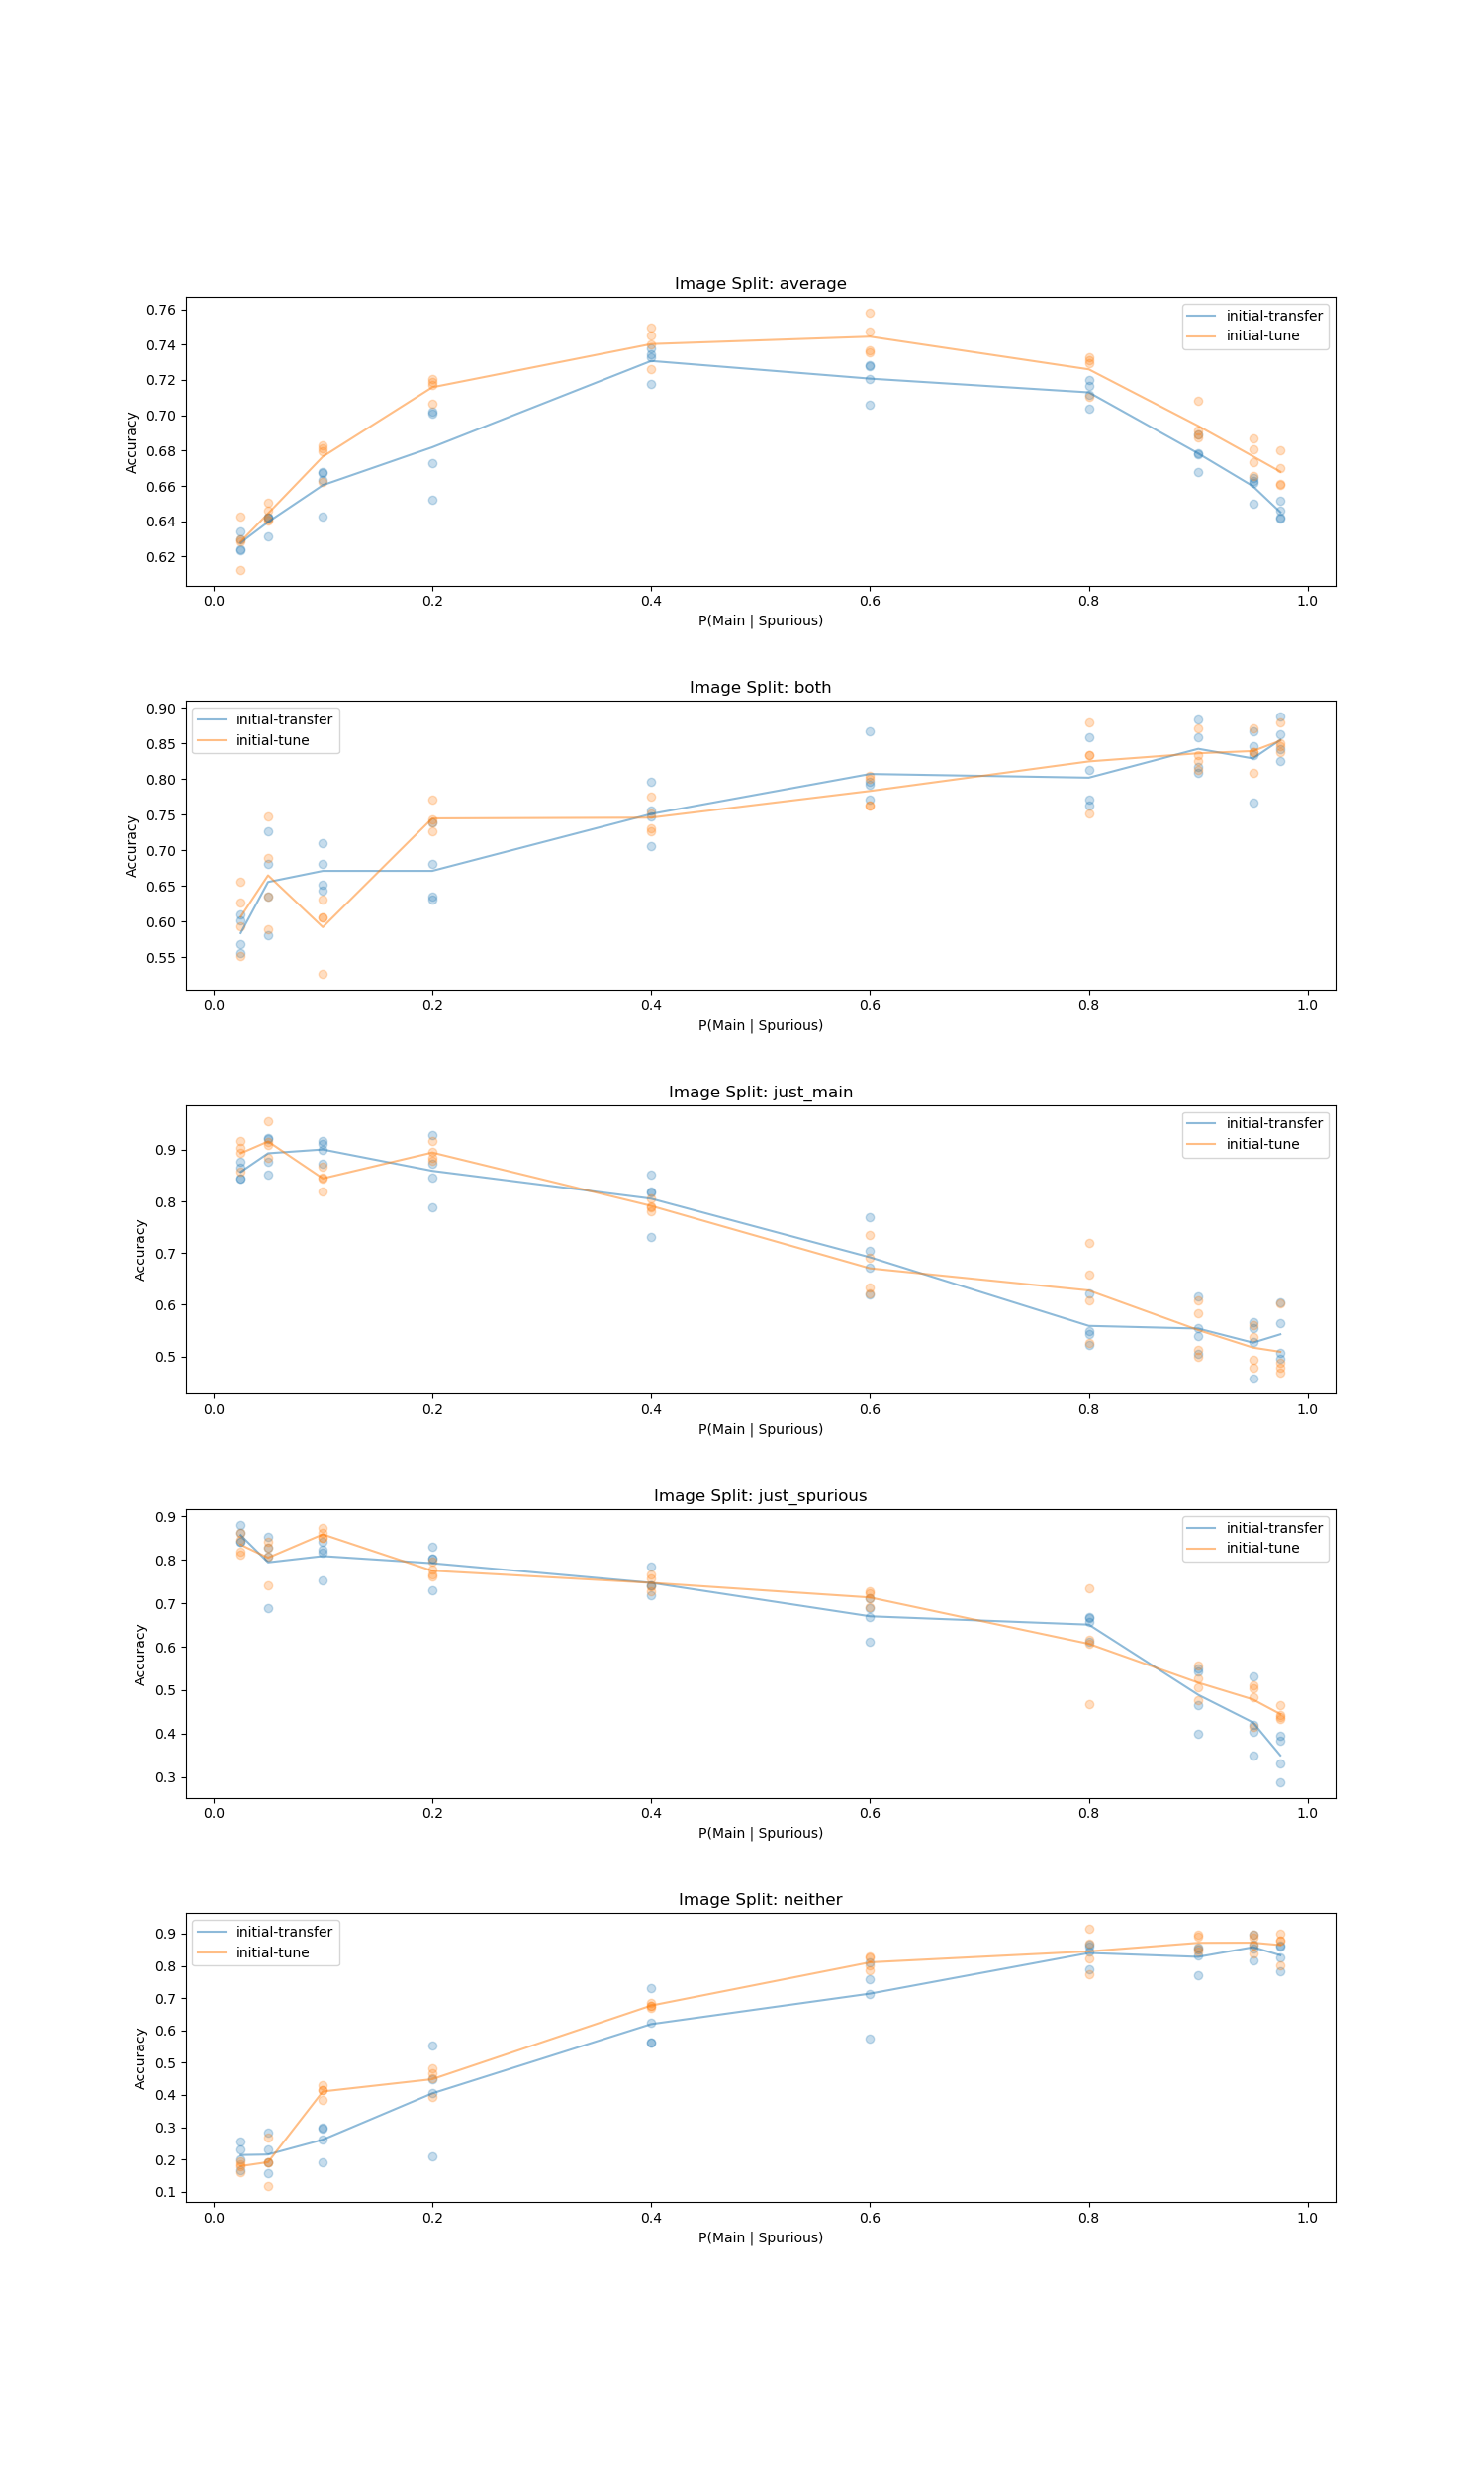 Image Split: average
0.76
0.74
0.72
0.70
0.68
0.66
0.64
0.62
Accuracy
initial-transfer
initial-tune
0.0 0.2 0.4 0.6 0.8 1.0
P(Main | Spurious)
Image Split: both
0.90
0.85
0.80
0.75
0.70
0.65
0.60
0.55
Accuracy
initial-transfer
initial-tune
0.0 0.2 0.4 0.6 0.8 1.0
P(Main | Spurious)
Image Split: just_main
0.9
0.8
0.7
0.6
0.5
Accuracy
initial-transfer
initial-tune
0.0 0.2 0.4 0.6 0.8 1.0
P(Main | Spurious)
Image Split: just_spurious
0.9
0.8
0.7
0.6
0.5
0.4
0.3
Accuracy
initial-transfer
initial-tune
0.0 0.2 0.4 0.6 0.8 1.0
P(Main | Spurious)
Image Split: neither
0.9
0.8
0.7
0.6
0.5
0.4
0.3
0.2
0.1
Accuracy
initial-transfer
initial-tune
0.0 0.2 0.4 0.6 0.8 1.0
P(Main | Spurious)